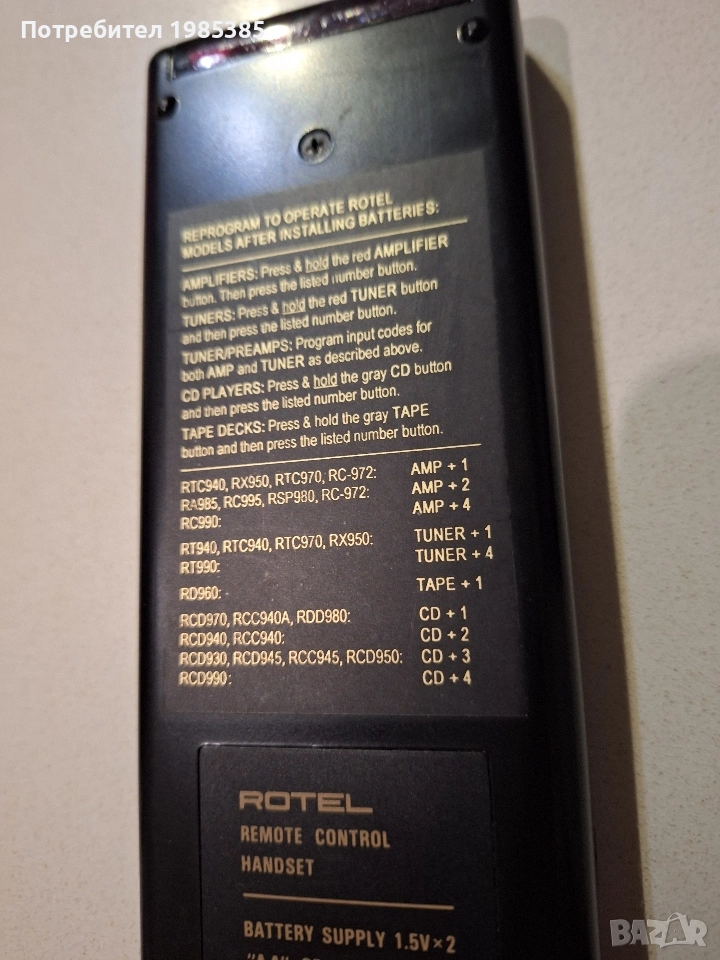 Потребител 1985385
REPROGRAM TO OPERATE ROTEL
MODELS AFTER INSTALLING BATTERIES:
AMPLIFIERS: Press & hold the red AMPLIFIER
button. Then press the listed number button.
TUNERS: Press & hold the red TUNER button
and then press the listed number button.
TUNER/PREAMPS: Program input codes for
both AMP and TUNER as described above.
CD PLAYERS: Press & hold the gray CD button
and then press the listed number button.
TAPE DECKS: Press & hold the gray TAPE
button and then press the listed number button.
RTC940, RX950, RTC970, RC-972: AMP + 1
RA985, RC995, RSP980, RC-972: AMP + 2
RC990: AMP + 4
RT940, RTC940, RTC970, RX950: TUNER + 1
RT990: TUNER + 4
RD960: TAPE + 1
RCD970, RCC940A, RDD980: CD + 1
RCD940, RCC940: CD + 2
RCD930, RCD945, RCC945, RCD950: CD + 3
RCD990: CD + 4
ROTEL
REMOTE CONTROL
HANDSET
BATTERY SUPPLY 1.5V×2
BAZAR